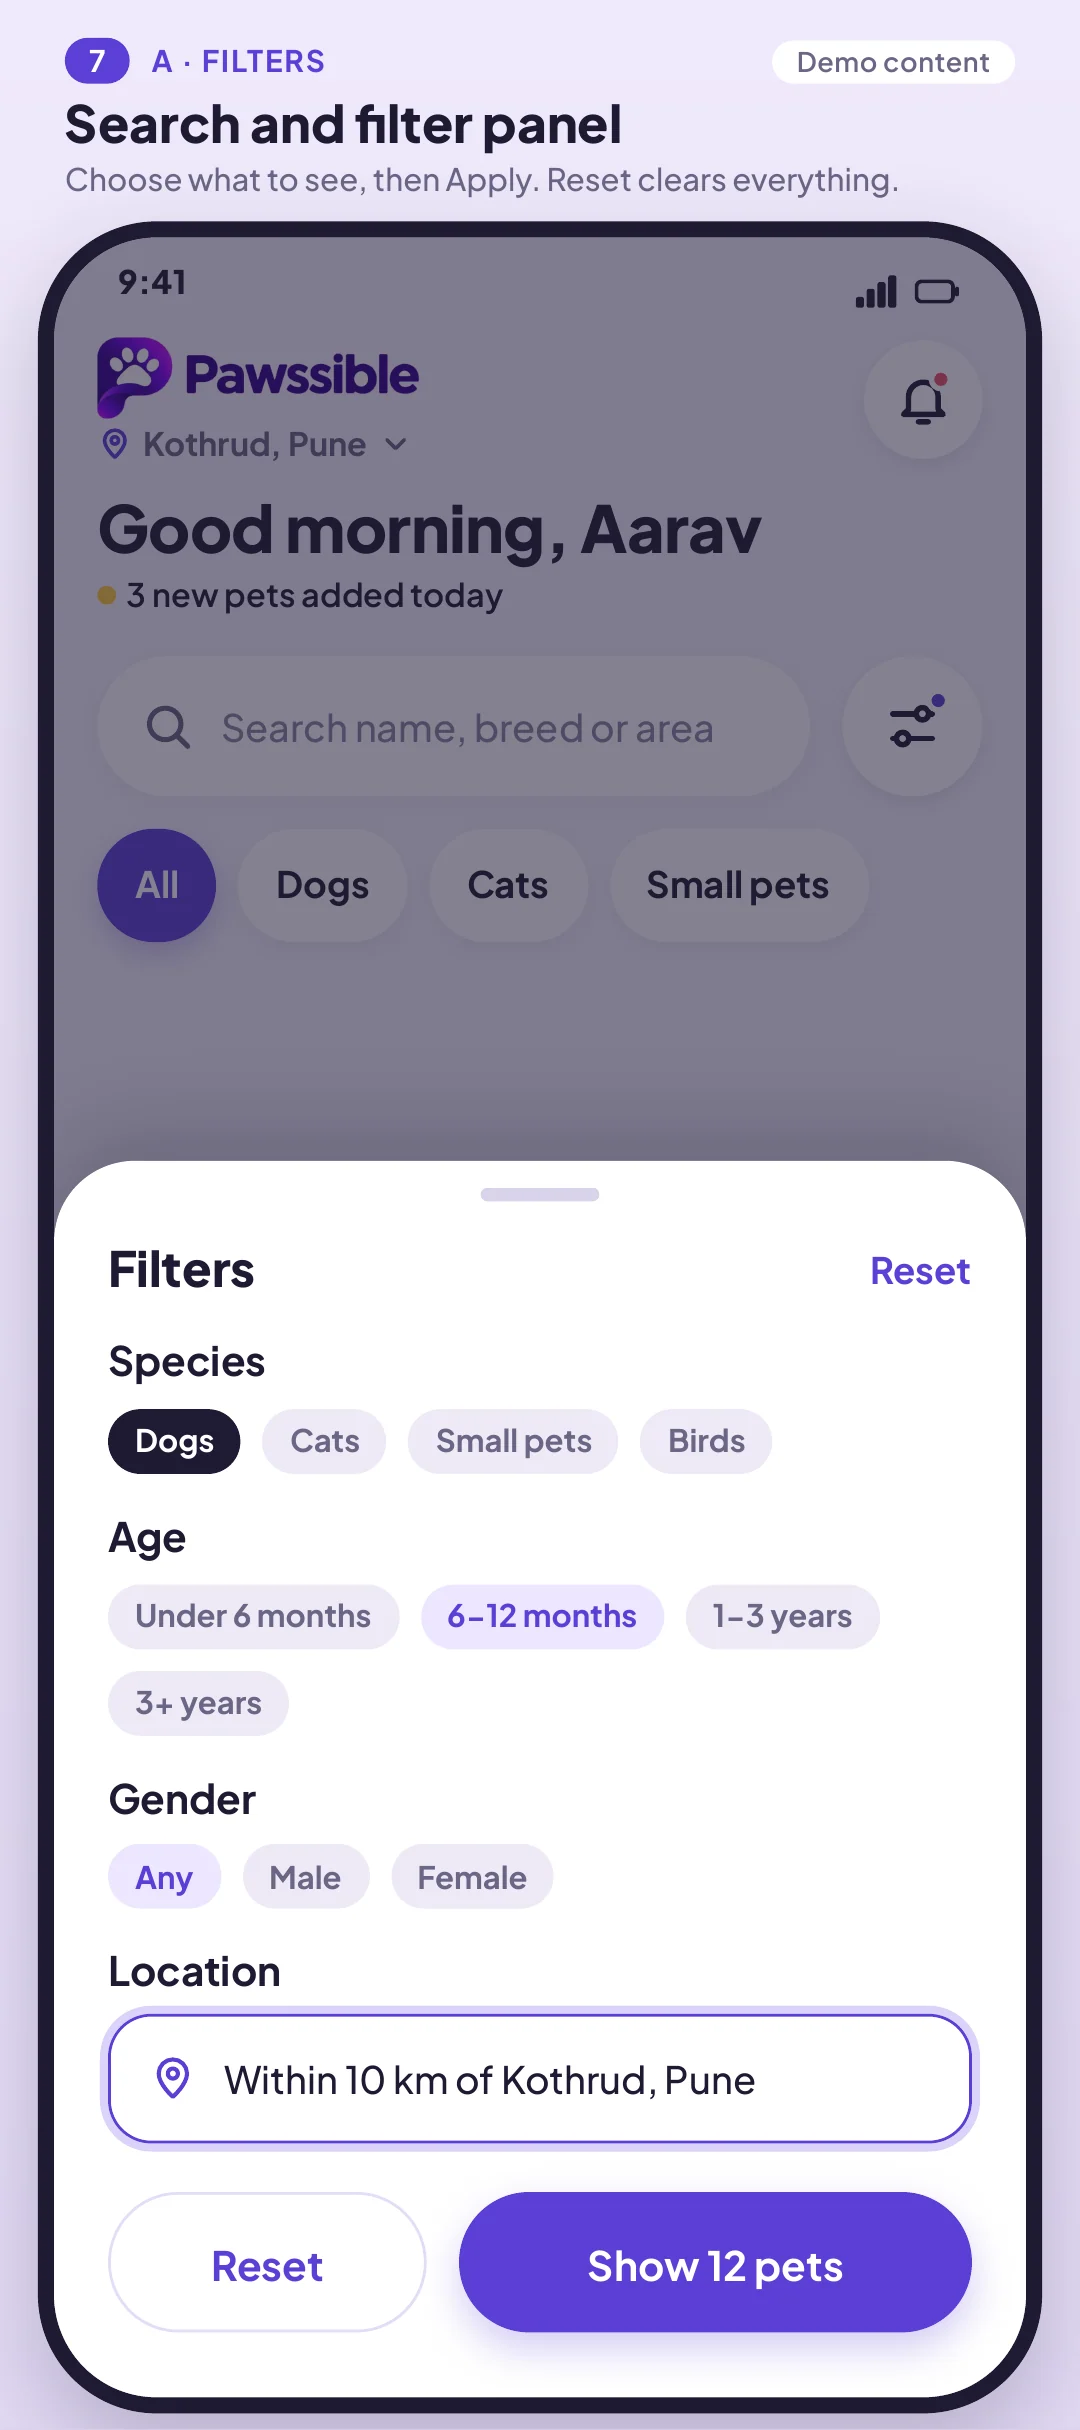 7 A · FILTERS Demo content
Search and filter panel
Choose what to see, then Apply. Reset clears everything.
9:41
Pawssible
Kothrud, Pune
Good morning, Aarav
3 new pets added today
Search name, breed or area
All Dogs Cats Small pets
Filters Reset
Species
Dogs Cats Small pets Birds
Age
Under 6 months 6–12 months 1–3 years
3+ years
Gender
Any Male Female
Location
Within 10 km of Kothrud, Pune
Reset Show 12 pets